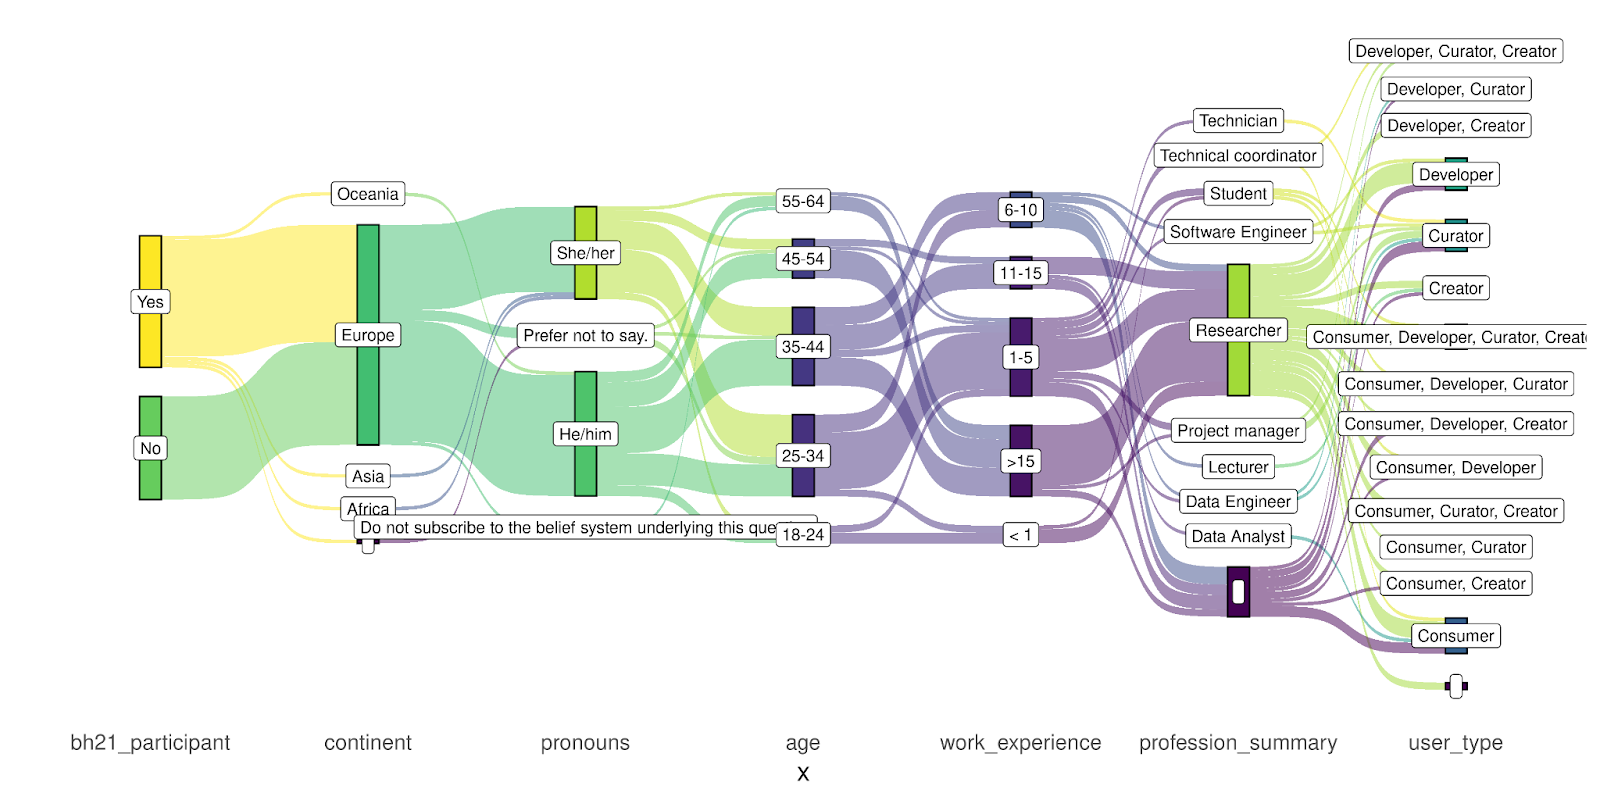 Yes
No
Oceania
Europe
Asia
Africa
She/her
Prefer not to say.
He/him
Do not subscribe to the belief system underlying this que
55-64
45-54
35-44
25-34
18-24
6-10
11-15
1-5
>15
< 1
Technician
Technical coordinator
Student
Software Engineer
Researcher
Project manager
Lecturer
Data Engineer
Data Analyst
Developer, Curator, Creator
Developer, Curator
Developer, Creator
Developer
Curator
Creator
Consumer, Developer, Curator, Creat
Consumer, Developer, Curator
Consumer, Developer, Creator
Consumer, Developer
Consumer, Curator, Creator
Consumer, Curator
Consumer, Creator
Consumer
bh21_participant
continent
pronouns
age
work_experience
profession_summary
user_type
x